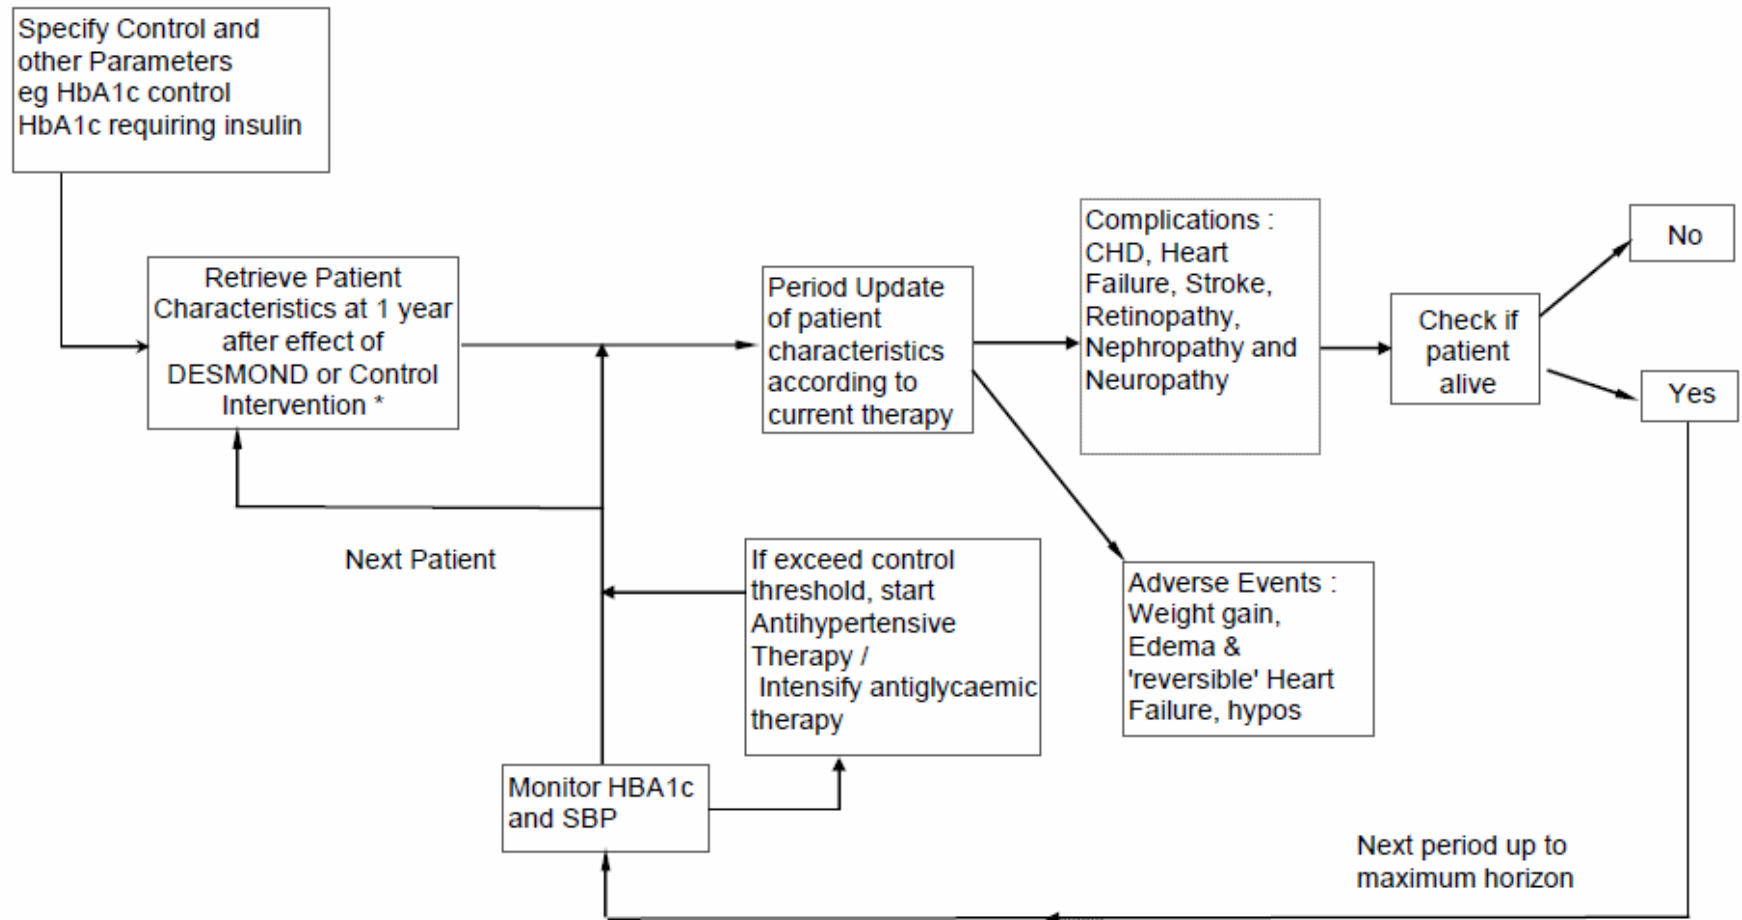 Specify Control and
other Parameters
eg HbA1c control
HbA1c requiring insulin
Retrieve Patient
Characteristics at 1 year
after effect of
DESMOND or Control
Intervention *
Period Update
of patient
characteristics
according to
current therapy
Complications :
CHD, Heart
Failure, Stroke,
Retinopathy,
Nephropathy and
Neuropathy
Check if
patient
alive
No
Yes
Next Patient
If exceed control
threshold, start
Antihypertensive
Therapy /
Intensify antiglycaemic
therapy
Adverse Events :
Weight gain,
Edema &
'reversible' Heart
Failure, hypos
Monitor HBA1c
and SBP
Next period up to
maximum horizon